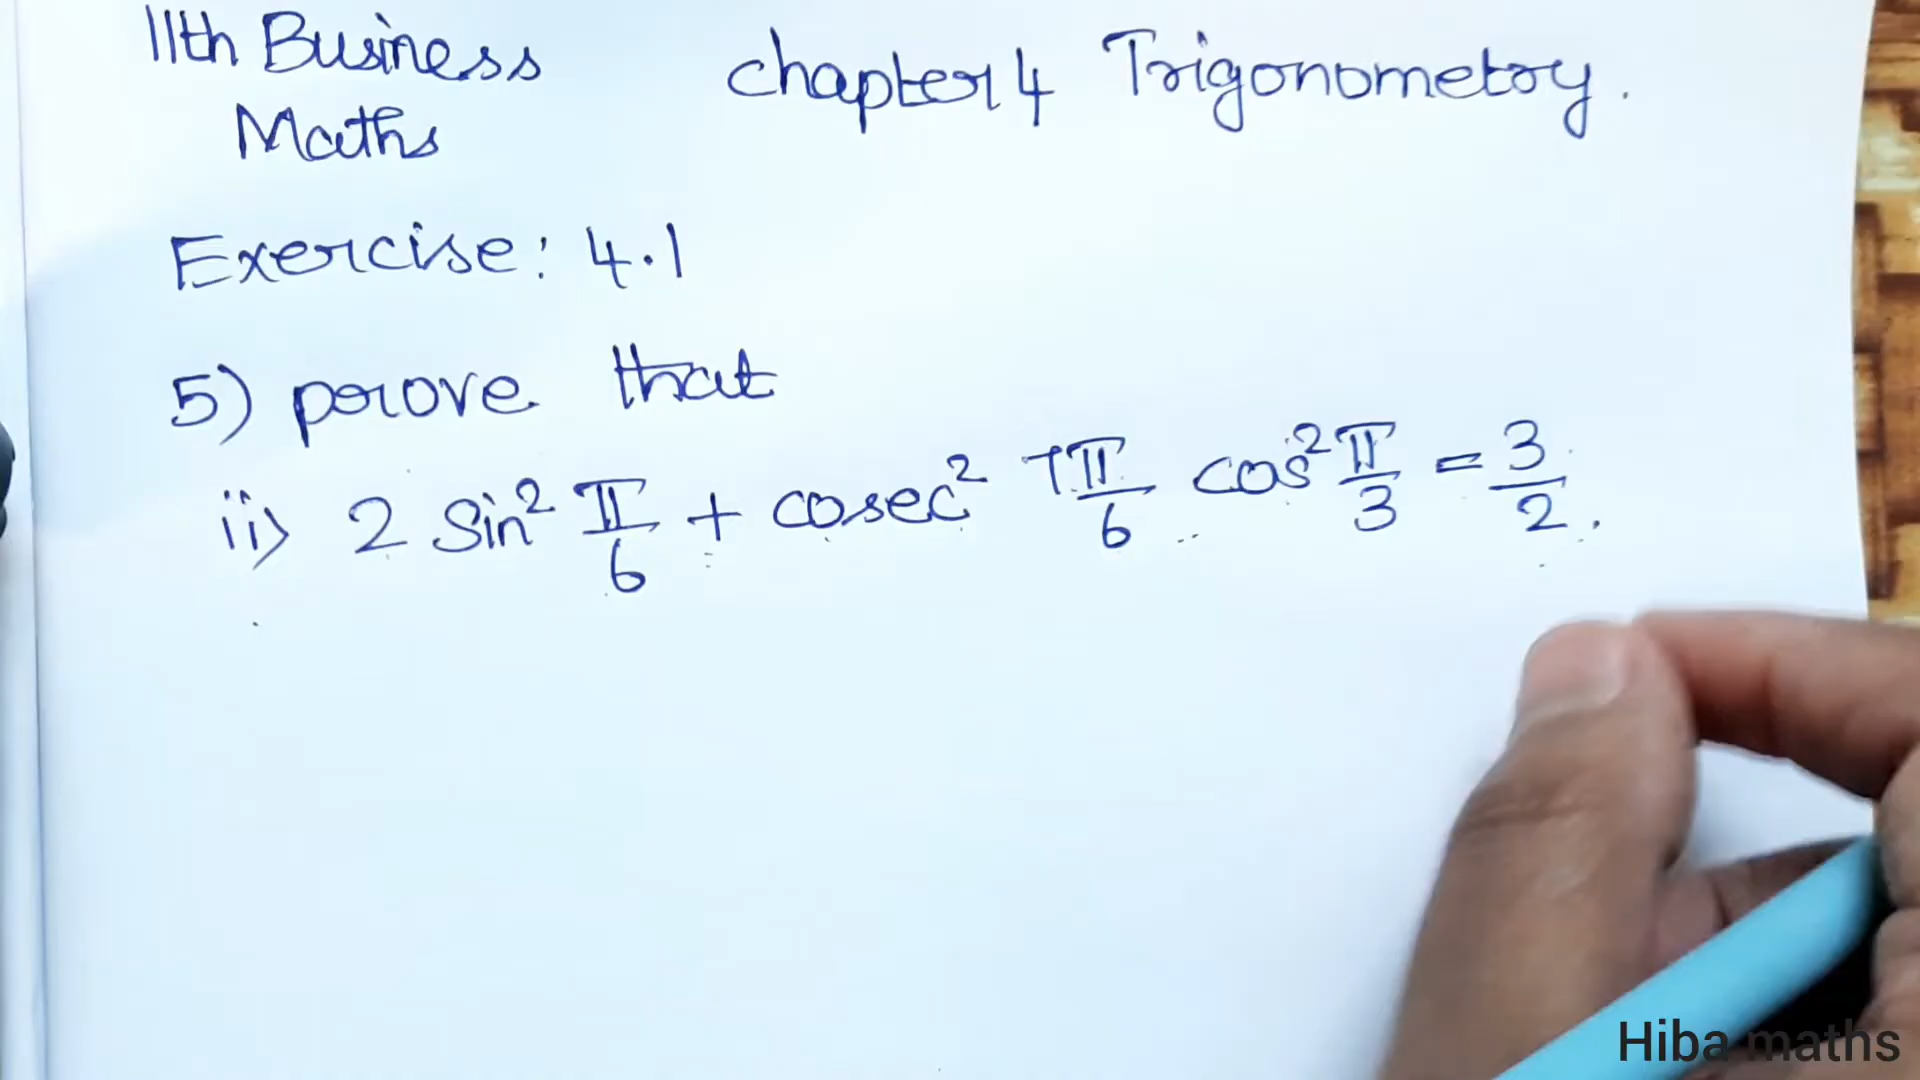 11th Business Maths
chapter 4 Trigonometry.
Exercise: 4.1
5) prove that
ii) 2 Sin² π/6 + cosec² 7π/6 cos² π/3 = 3/2.
Hiba maths